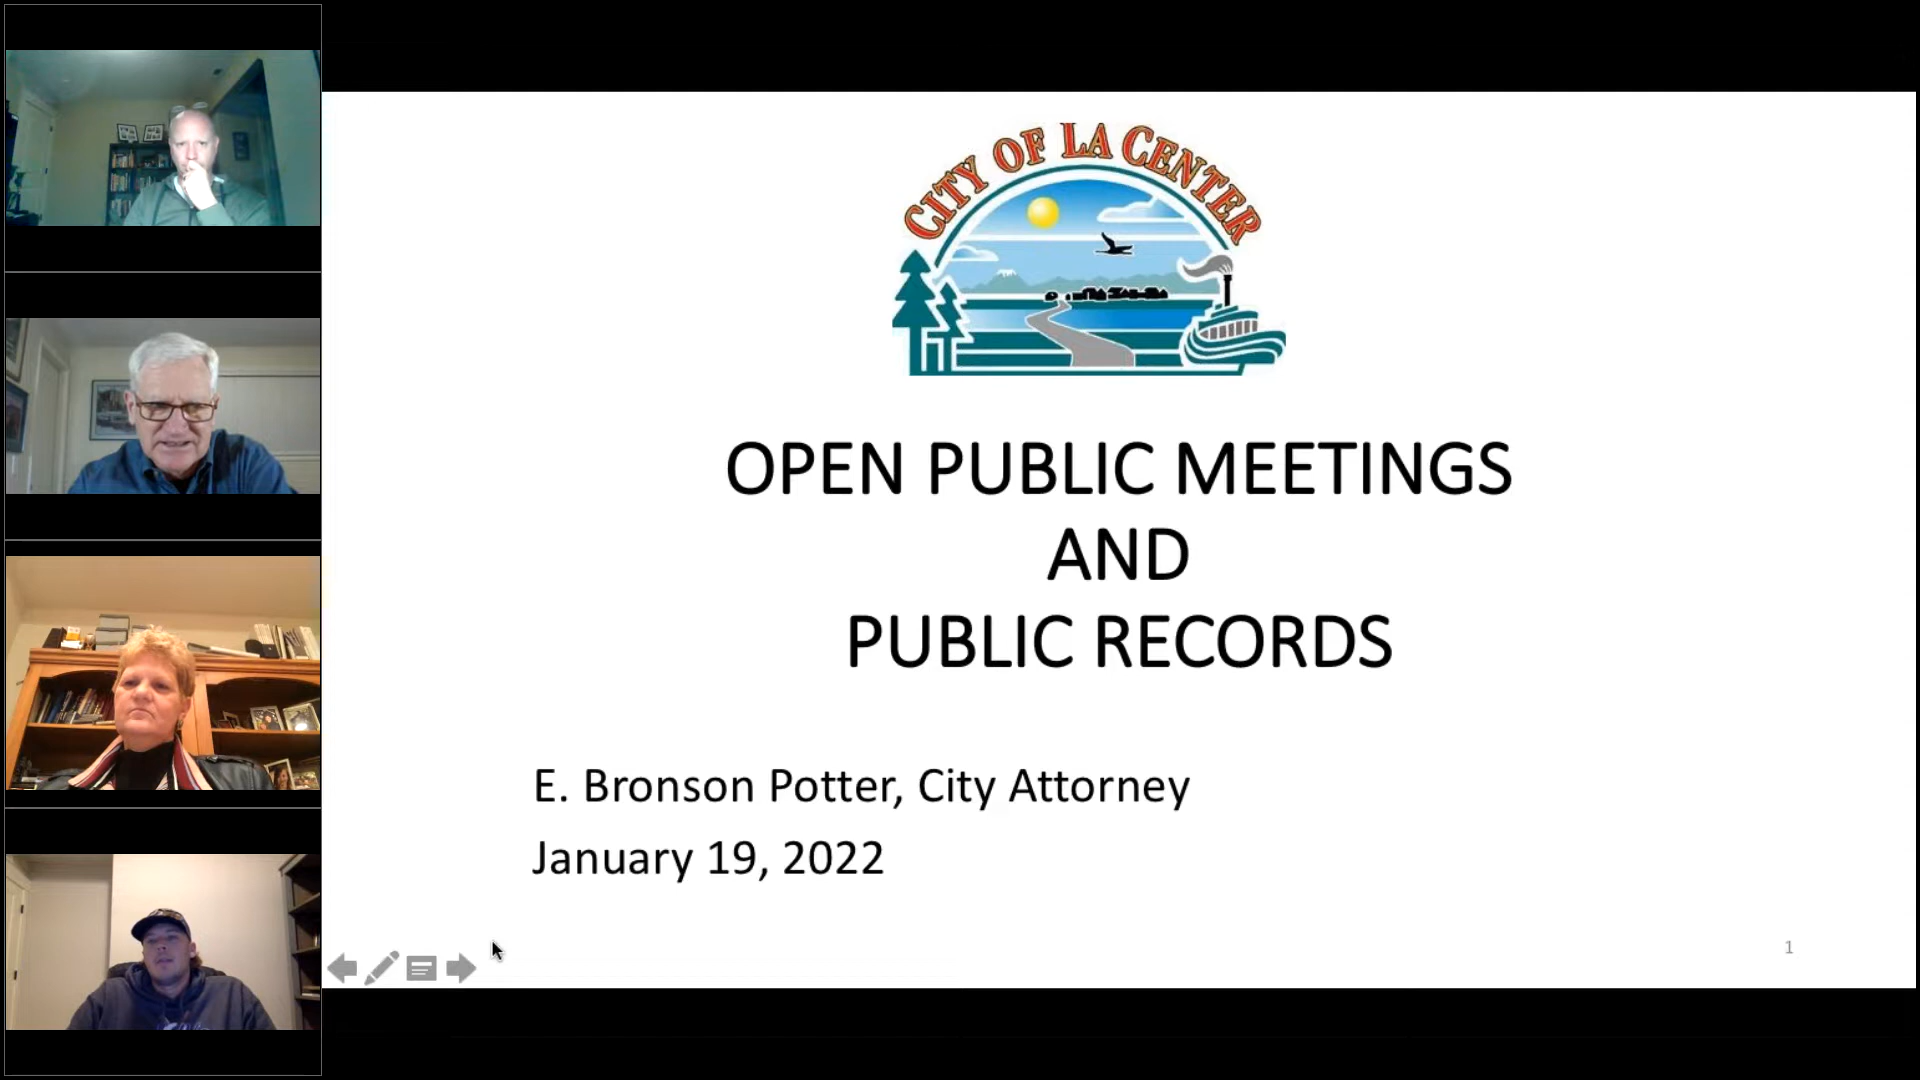 CITY OF LA CENTER
OPEN PUBLIC MEETINGS
AND
PUBLIC RECORDS
E. Bronson Potter, City Attorney
January 19, 2022
1